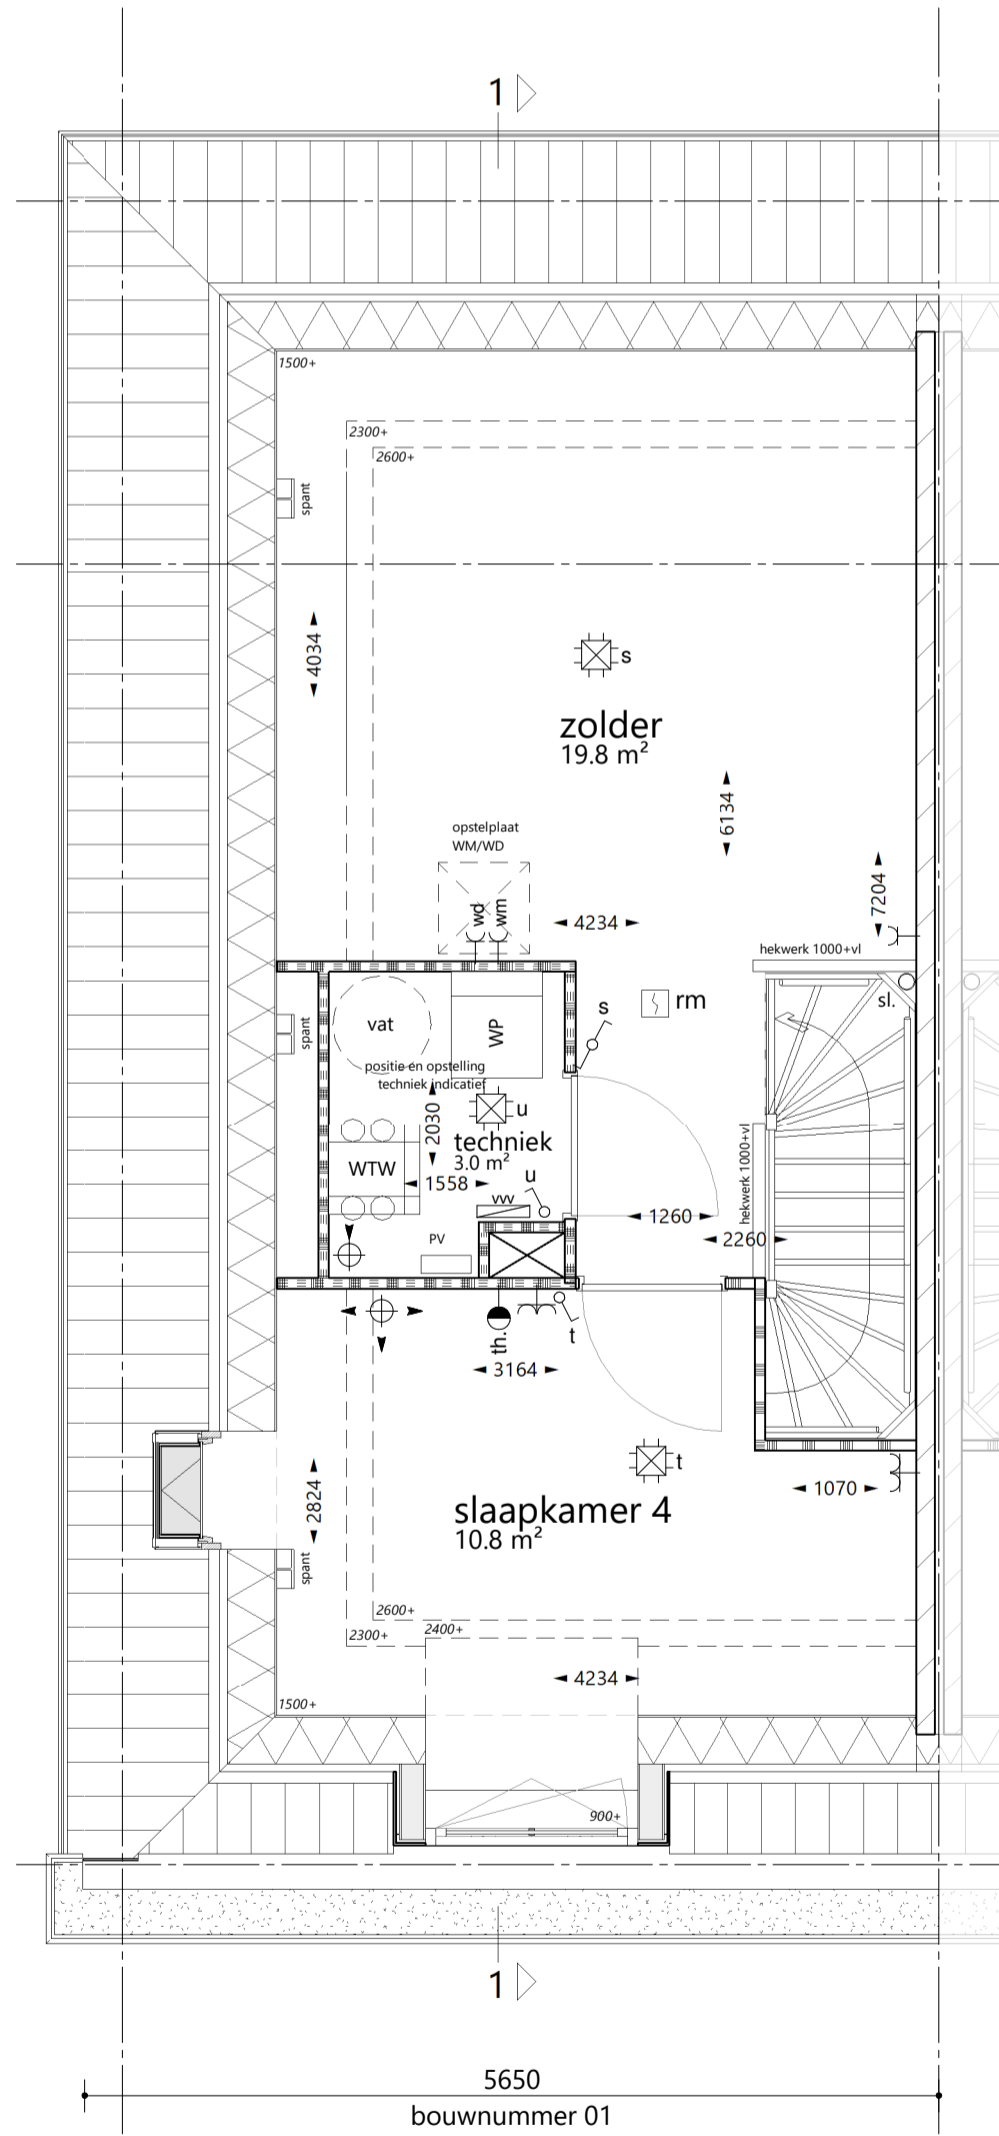 1
1500+
2300+
2600+
spant
4034
s
zolder
19.8 m²
6134
opstelplaat
WM/WD
7204
wd
wm
4234
hekwerk 1000+vl
sl.
rm
s
vat
WP
spant
positie en opstelling
techniek indicatief
u
2030
techniek
3.0 m²
WTW
u
1558
vvv
hekwerk 1000+vl
1260
2260
PV
th.
t
3164
t
2824
1070
slaapkamer 4
10.8 m²
spant
2600+
2300+
2400+
4234
1500+
900+
1
5650
bouwnummer 01